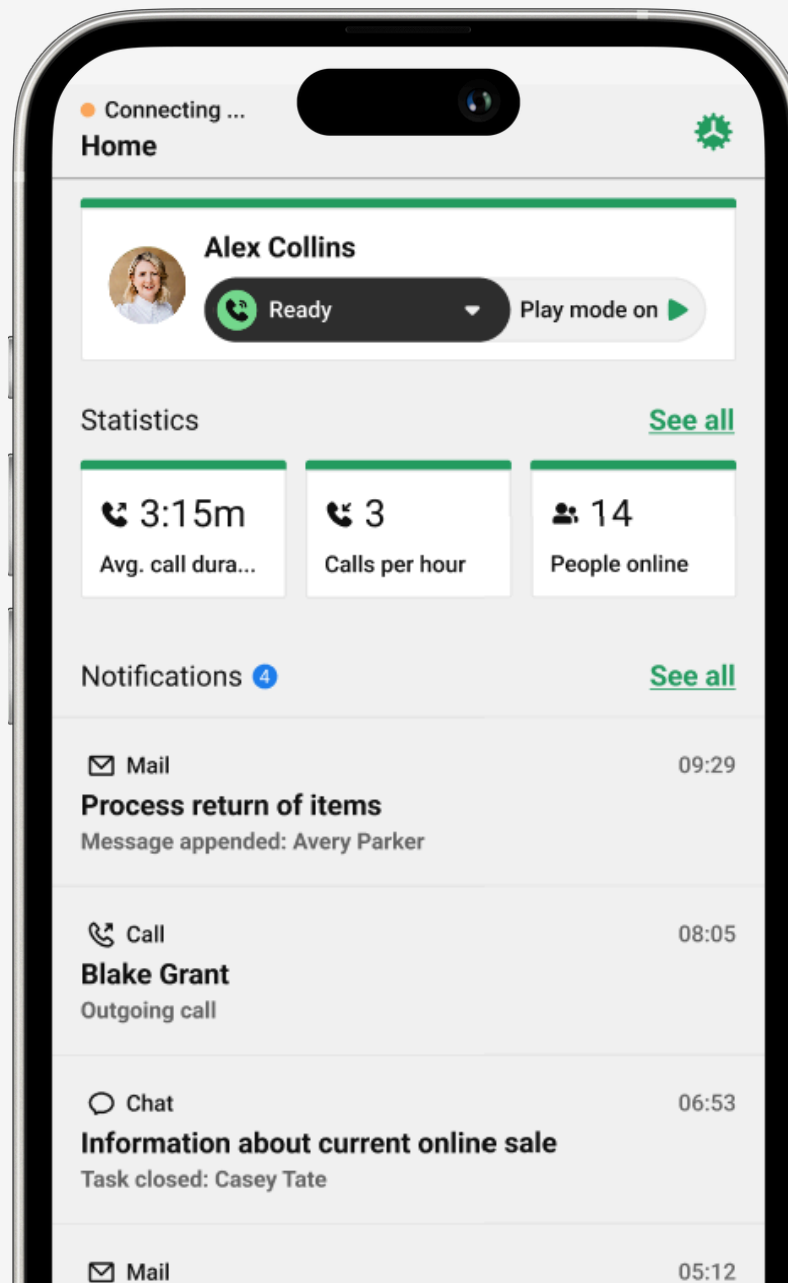 Connecting ...
Home
Alex Collins
Ready
Play mode on
Statistics
See all
3:15m
3
14
Avg. call dura...
Calls per hour
People online
Notifications 4
See all
Mail
09:29
Process return of items
Message appended: Avery Parker
Call
08:05
Blake Grant
Outgoing call
Chat
06:53
Information about current online sale
Task closed: Casey Tate
Mail
05:12